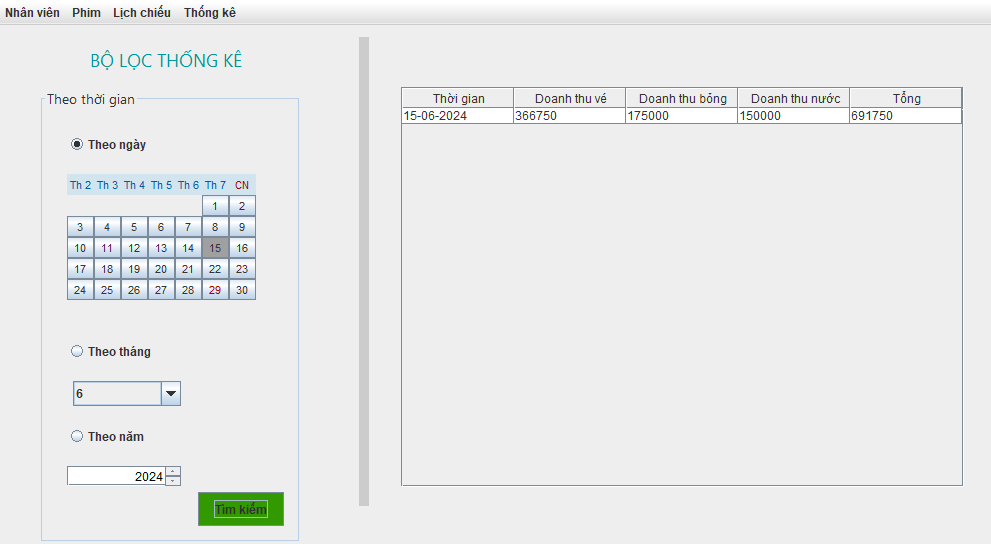 Nhân viên Phim Lịch chiếu Thống kê
BỘ LỌC THỐNG KÊ
Theo thời gian
Theo ngày
Th 2 Th 3 Th 4 Th 5 Th 6 Th 7 CN
1 2
3 4 5 6 7 8 9
10 11 12 13 14 15 16
17 18 19 20 21 22 23
24 25 26 27 28 29 30
Theo tháng
6
Theo năm
2024
Tìm kiếm
Thời gian Doanh thu vé Doanh thu bỏng Doanh thu nước Tổng
15-06-2024 366750 175000 150000 691750